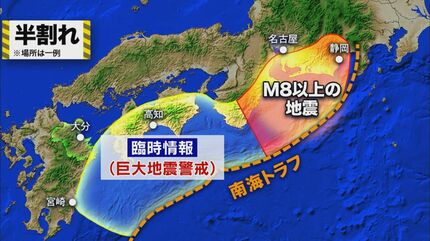 半割れ
※場所は一例
名古屋
静岡
M8以上の
地震
高知
大分
臨時情報
(巨大地震警戒)
宮崎
南海トラフ